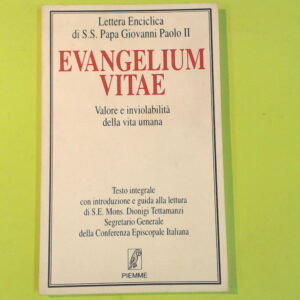 Lettera Enciclica
di S.S. Papa Giovanni Paolo II
EVANGELIUM
VITAE
Valore e inviolabilità
della vita umana
Testo integrale
con introduzione e guida alla lettura
di S.E. Mons. Dionigi Tettamanzi
Segretario Generale
della Conferenza Episcopale Italiana
PIEMME